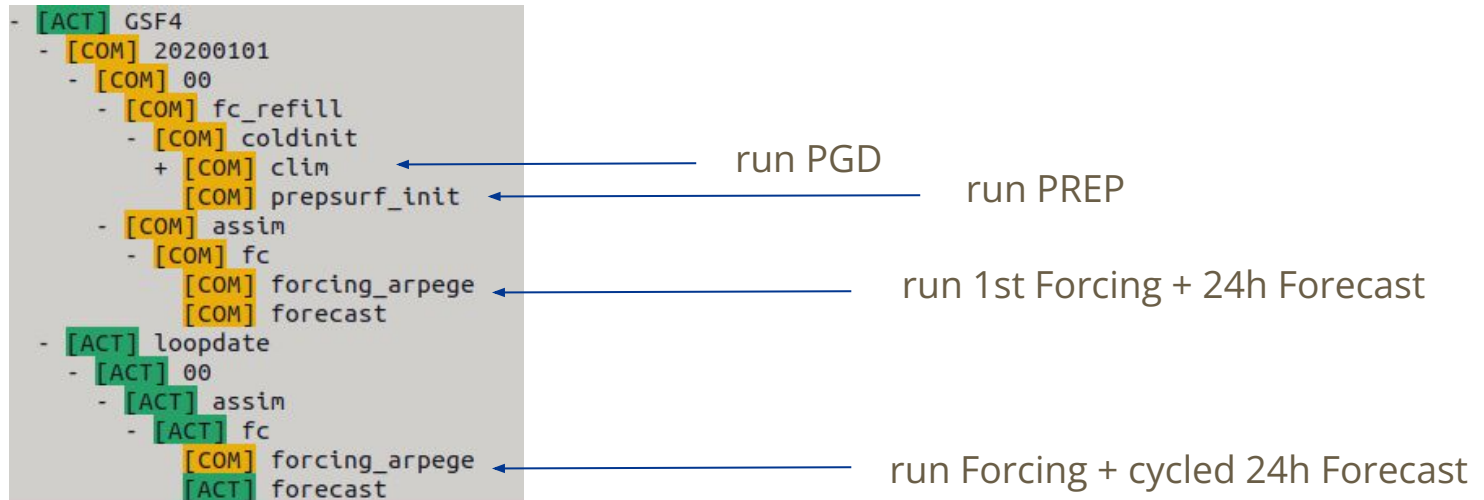 - [ACT] GSF4
- [COM] 20200101
- [COM] 00
- [COM] fc_refill
- [COM] coldinit
+ [COM] clim
run PGD
[COM] prepsurf_init
run PREP
- [COM] assim
- [COM] fc
[COM] forcing_arpege
run 1st Forcing + 24h Forecast
[COM] forecast
- [ACT] loopdate
- [ACT] 00
- [ACT] assim
- [ACT] fc
[COM] forcing_arpege
run Forcing + cycled 24h Forecast
[ACT] forecast